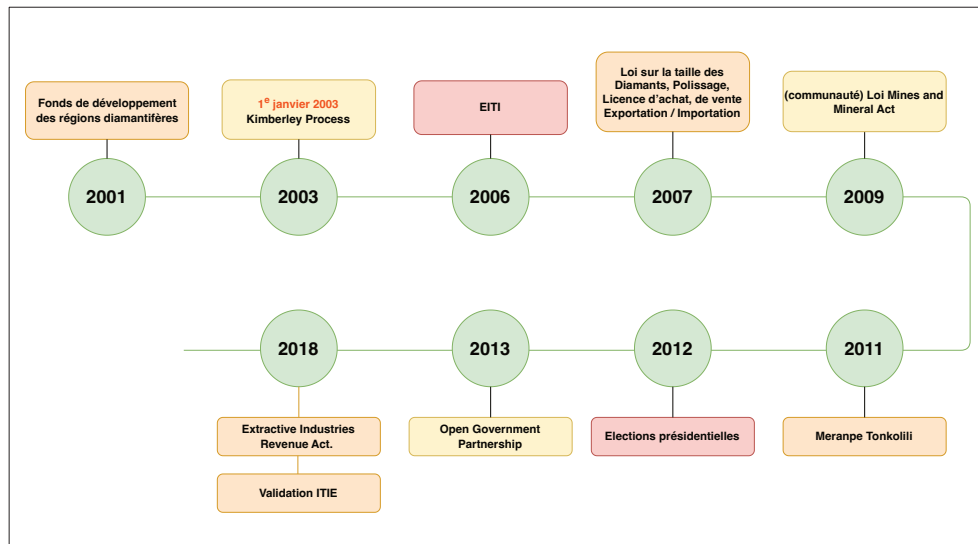 Fonds de développement
des régions diamantifères
1e janvier 2003
Kimberley Process
EITI
Loi sur la taille des
Diamants, Polissage,
Licence d'achat, de vente
Exportation / Importation
(communauté) Loi Mines and
Mineral Act
2001
2003
2006
2007
2009
2018
2013
2012
2011
Extractive Industries
Revenue Act.
Validation ITIE
Open Government
Partnership
Elections présidentielles
Meranpe Tonkolili